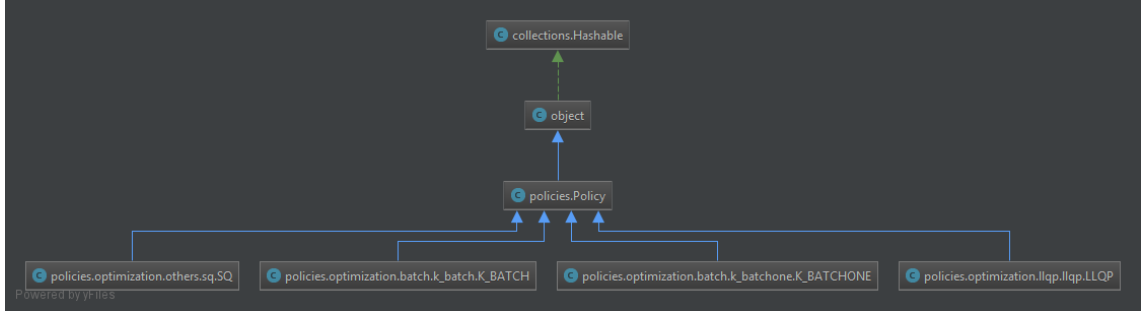 collections.Hashable
object
policies.Policy
policies.optimization.others.sq.SQ
policies.optimization.batch.k_batch.K_BATCH
policies.optimization.batch.k_batchone.K_BATCHONE
policies.optimization.llqp.llqp.LLQP
Powered by yFiles